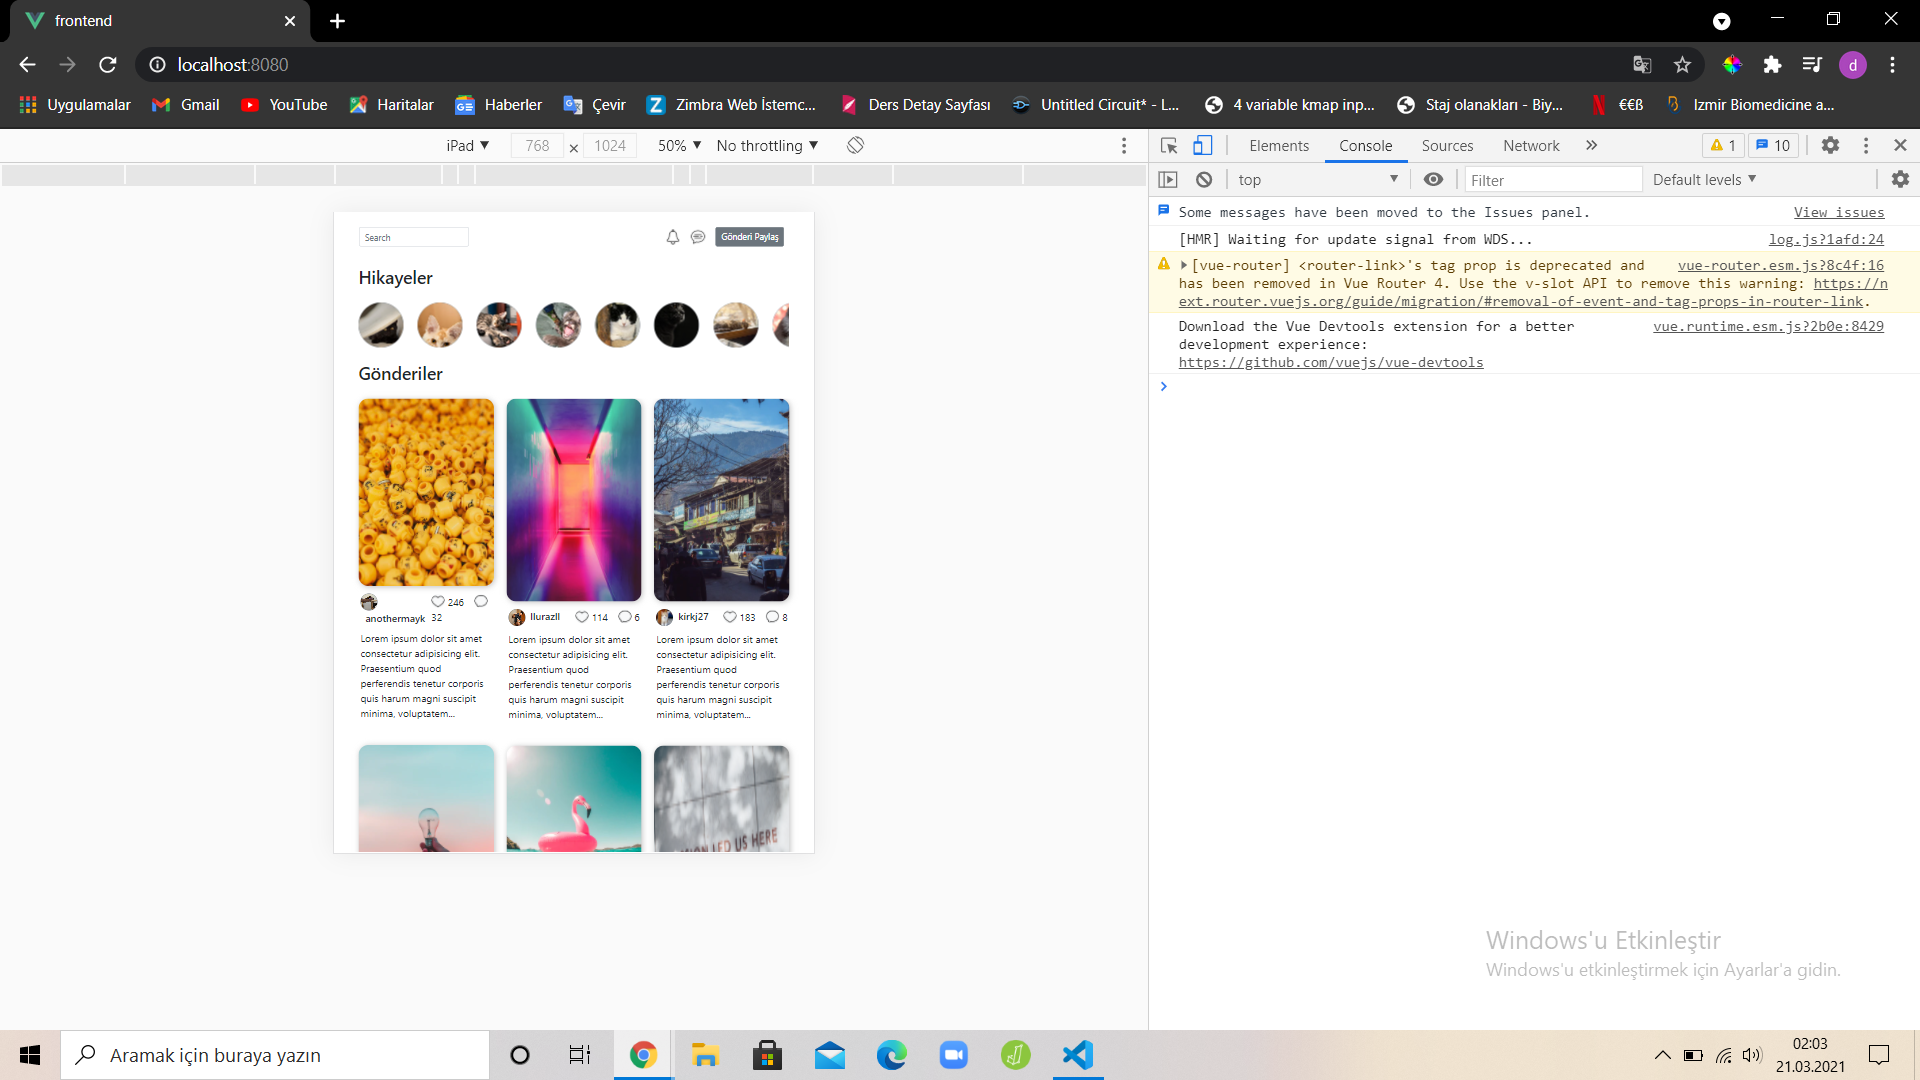 frontend
localhost:8080
Uygulamalar Gmail YouTube Haritalar Haberler Çevir Zimbra Web İstemc... Ders Detay Sayfası Untitled Circuit* - L... 4 variable kmap inp... Staj olanakları - Biy... €€ß Izmir Biomedicine a...
iPad 768 × 1024 50% No throttling
Elements Console Sources Network 1 10
top Filter Default levels
Some messages have been moved to the Issues panel. View issues
[HMR] Waiting for update signal from WDS... log.js?1afd:24
[vue-router] <router-link>'s tag prop is deprecated and vue-router.esm.js?8c4f:16
has been removed in Vue Router 4. Use the v-slot API to remove this warning: https://n
ext.router.vuejs.org/guide/migration/#removal-of-event-and-tag-props-in-router-link.
Download the Vue Devtools extension for a better vue.runtime.esm.js?2b0e:8429
development experience:
https://github.com/vuejs/vue-devtools
Search Gönderi Paylaş
Hikayeler
Gönderiler
246
anothermayk 32
Lorem ipsum dolor sit amet
consectetur adipisicing elit.
Praesentium quod
perferendis tenetur corporis
quis harum magni suscipit
minima, voluptatem...
llurazll 114 6
Lorem ipsum dolor sit amet
consectetur adipisicing elit.
Praesentium quod
perferendis tenetur corporis
quis harum magni suscipit
minima, voluptatem...
kirkj27 183 8
Lorem ipsum dolor sit amet
consectetur adipisicing elit.
Praesentium quod
perferendis tenetur corporis
quis harum magni suscipit
minima, voluptatem...
LED US HERE
Windows'u Etkinleştir
Windows'u etkinleştirmek için Ayarlar'a gidin.
Aramak için buraya yazın
02:03
21.03.2021